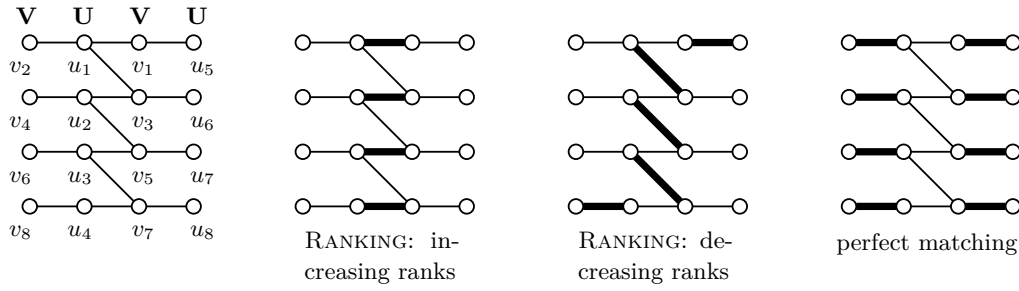 V U V U
v₂ u₁ v₁ u₅
v₄ u₂ v₃ u₆
v₆ u₃ v₅ u₇
v₈ u₄ v₇ u₈
RANKING: in-
creasing ranks
RANKING: de-
creasing ranks
perfect matching